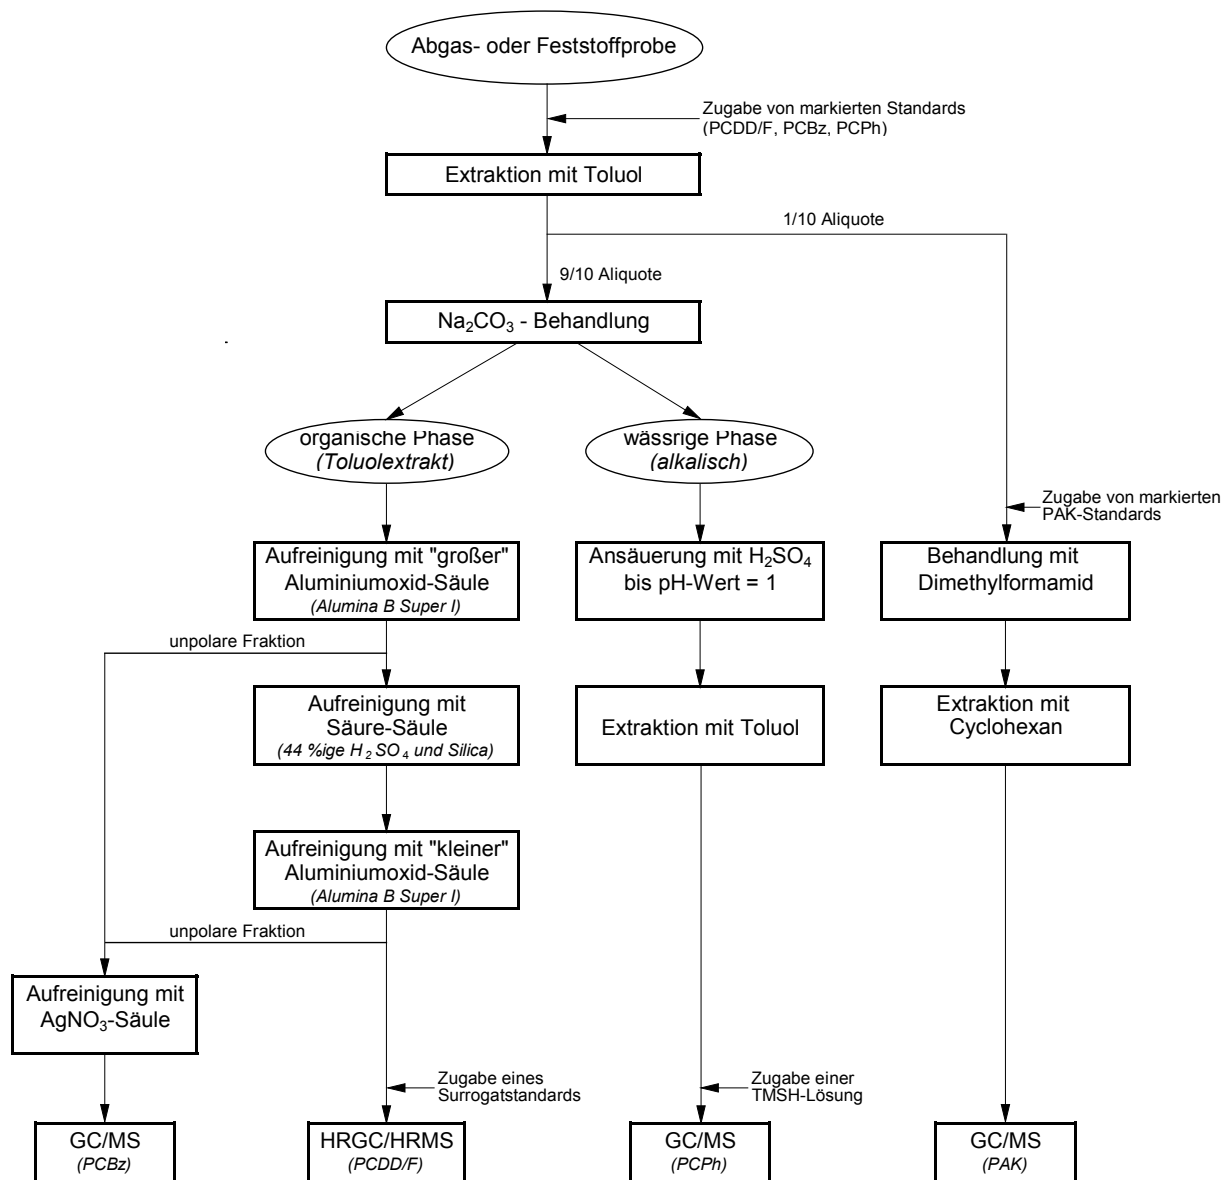 Abgas- oder Feststoffprobe
Zugabe von markierten Standards
(PCDD/F, PCBz, PCPh)
Extraktion mit Toluol
1/10 Aliquote
9/10 Aliquote
Na₂CO₃ - Behandlung
organische Phase
(Toluolextrakt)
wässrige Phase
(alkalisch)
Zugabe von markierten
PAK-Standards
Aufreinigung mit "großer"
Aluminiumoxid-Säule
(Alumina B Super I)
Ansäuerung mit H₂SO₄
bis pH-Wert = 1
Behandlung mit
Dimethylformamid
unpolare Fraktion
Aufreinigung mit
Säure-Säule
(44 %ige H₂SO₄ und Silica)
Extraktion mit Toluol
Extraktion mit
Cyclohexan
Aufreinigung mit "kleiner"
Aluminiumoxid-Säule
(Alumina B Super I)
unpolare Fraktion
Aufreinigung mit
AgNO₃-Säule
Zugabe eines
Surrogatstandards
Zugabe einer
TMSH-Lösung
GC/MS
(PCBz)
HRGC/HRMS
(PCDD/F)
GC/MS
(PCPh)
GC/MS
(PAK)